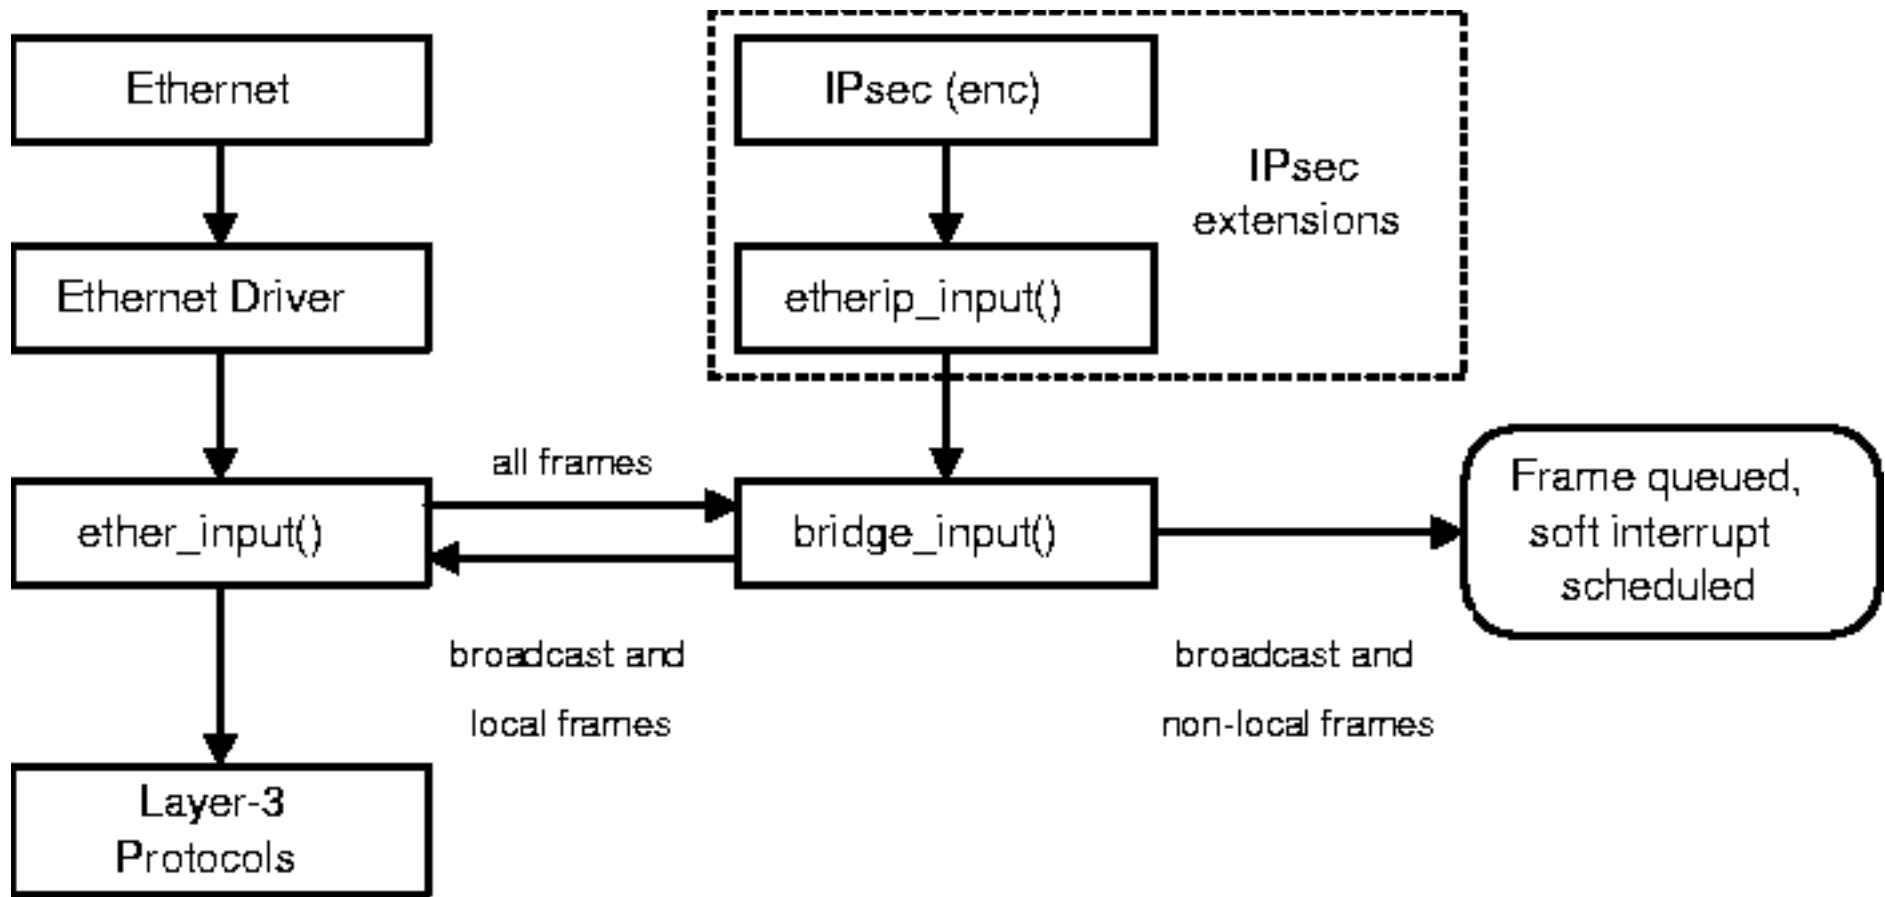 Ethernet
IPsec (enc)
IPsec
extensions
Ethernet Driver
etherip_input()
all frames
ether_input()
bridge_input()
Frame queued,
soft interrupt
scheduled
broadcast and
local frames
broadcast and
non-local frames
Layer-3
Protocols